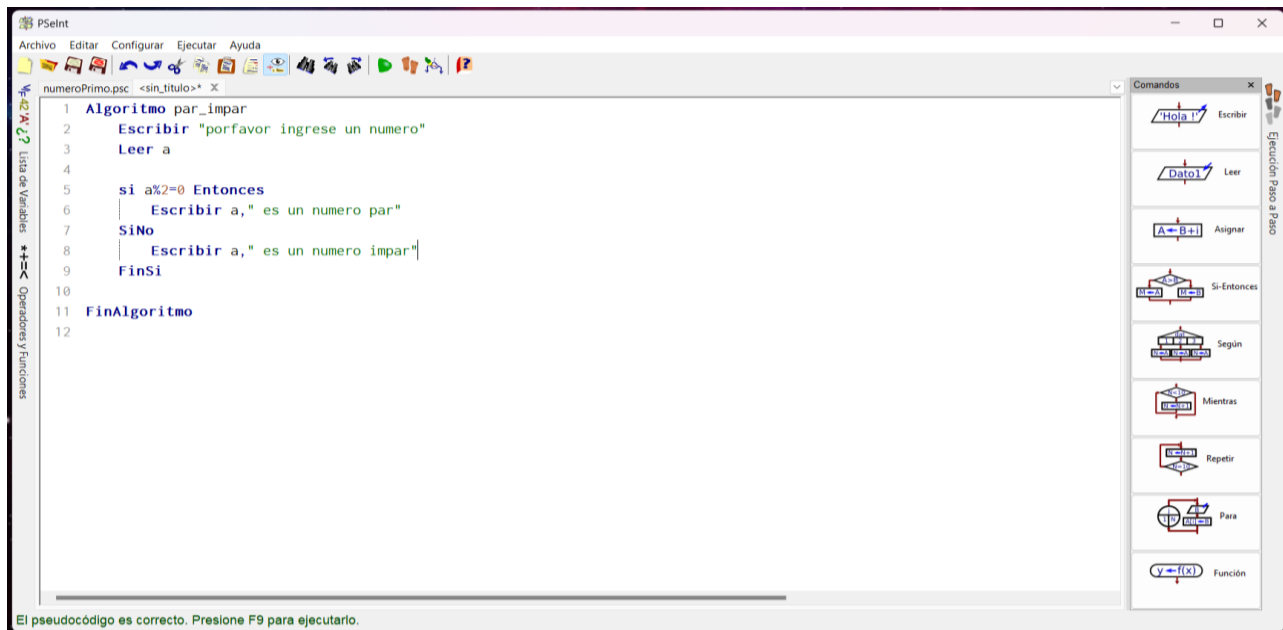 PSeInt
Archivo Editar Configurar Ejecutar Ayuda
numeroPrimo.psc <sin_titulo>* X
1 Algoritmo par_impar
2 Escribir "porfavor ingrese un numero"
3 Leer a
4
5 si a%2=0 Entonces
6 Escribir a," es un numero par"
7 SiNo
8 Escribir a," es un numero impar"
9 FinSi
10
11 FinAlgoritmo
12
Lista de Variables
*+=< Operadores y Funciones
Comandos
'Hola !' Escribir
Dato1 Leer
A←B+i Asignar
Si-Entonces
Según
Mientras
Repetir
Para
y←f(x) Función
Ejecución Paso a Paso
El pseudocódigo es correcto. Presione F9 para ejecutarlo.